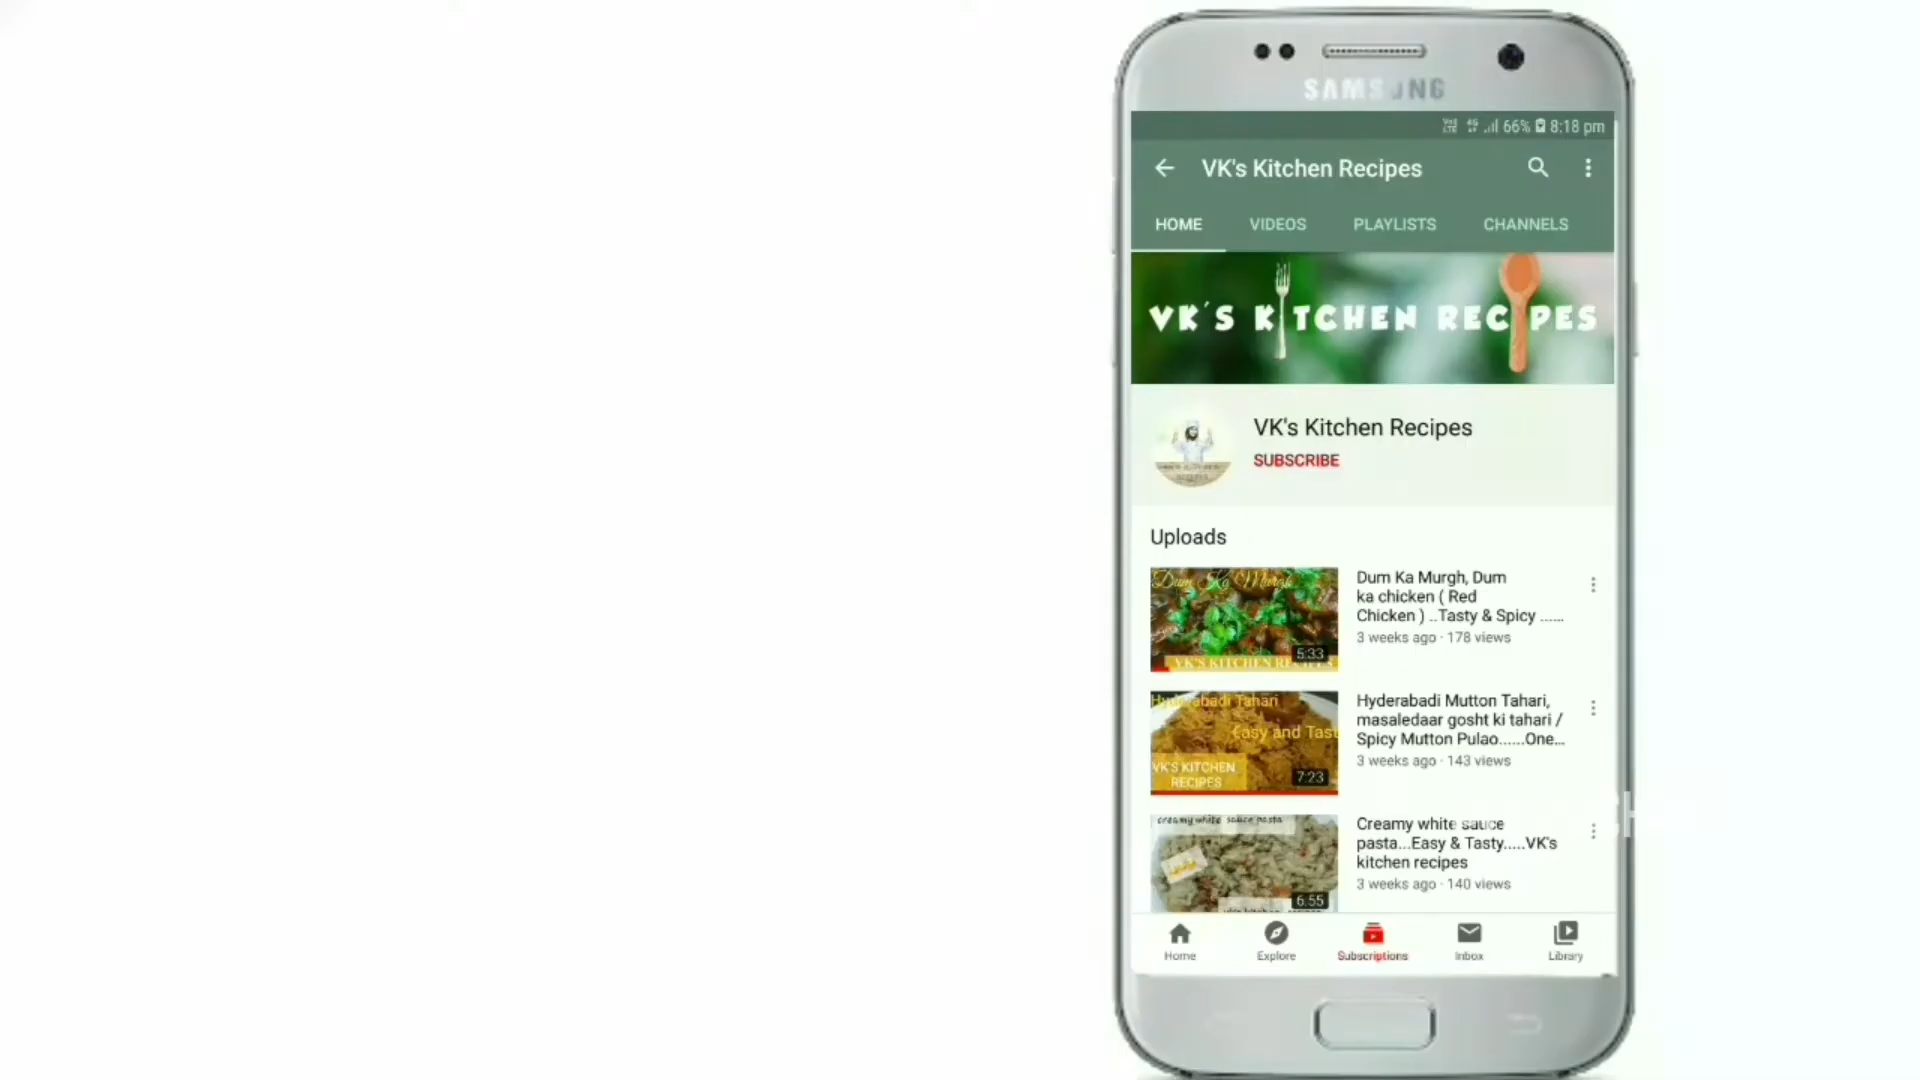 SAMSUNG
66% 8:18 pm
VK's Kitchen Recipes
HOME VIDEOS PLAYLISTS CHANNELS
VK'S KITCHEN RECIPES
VK's Kitchen Recipes
SUBSCRIBE
Uploads
Dum Ka Murgh
5:33
VK'S KITCHEN RECIPES
Dum Ka Murgh, Dum
ka chicken ( Red
Chicken ) ..Tasty & Spicy ......
3 weeks ago · 178 views
Hyderabadi Tahari
Easy and Tast
VK'S KITCHEN
RECIPES
7:23
Hyderabadi Mutton Tahari,
masaledaar gosht ki tahari /
Spicy Mutton Pulao......One...
3 weeks ago · 143 views
creamy white sauce pasta
6:55
Creamy white sauce
pasta...Easy & Tasty.....VK's
kitchen recipes
3 weeks ago · 140 views
Home Explore Subscriptions Inbox Library